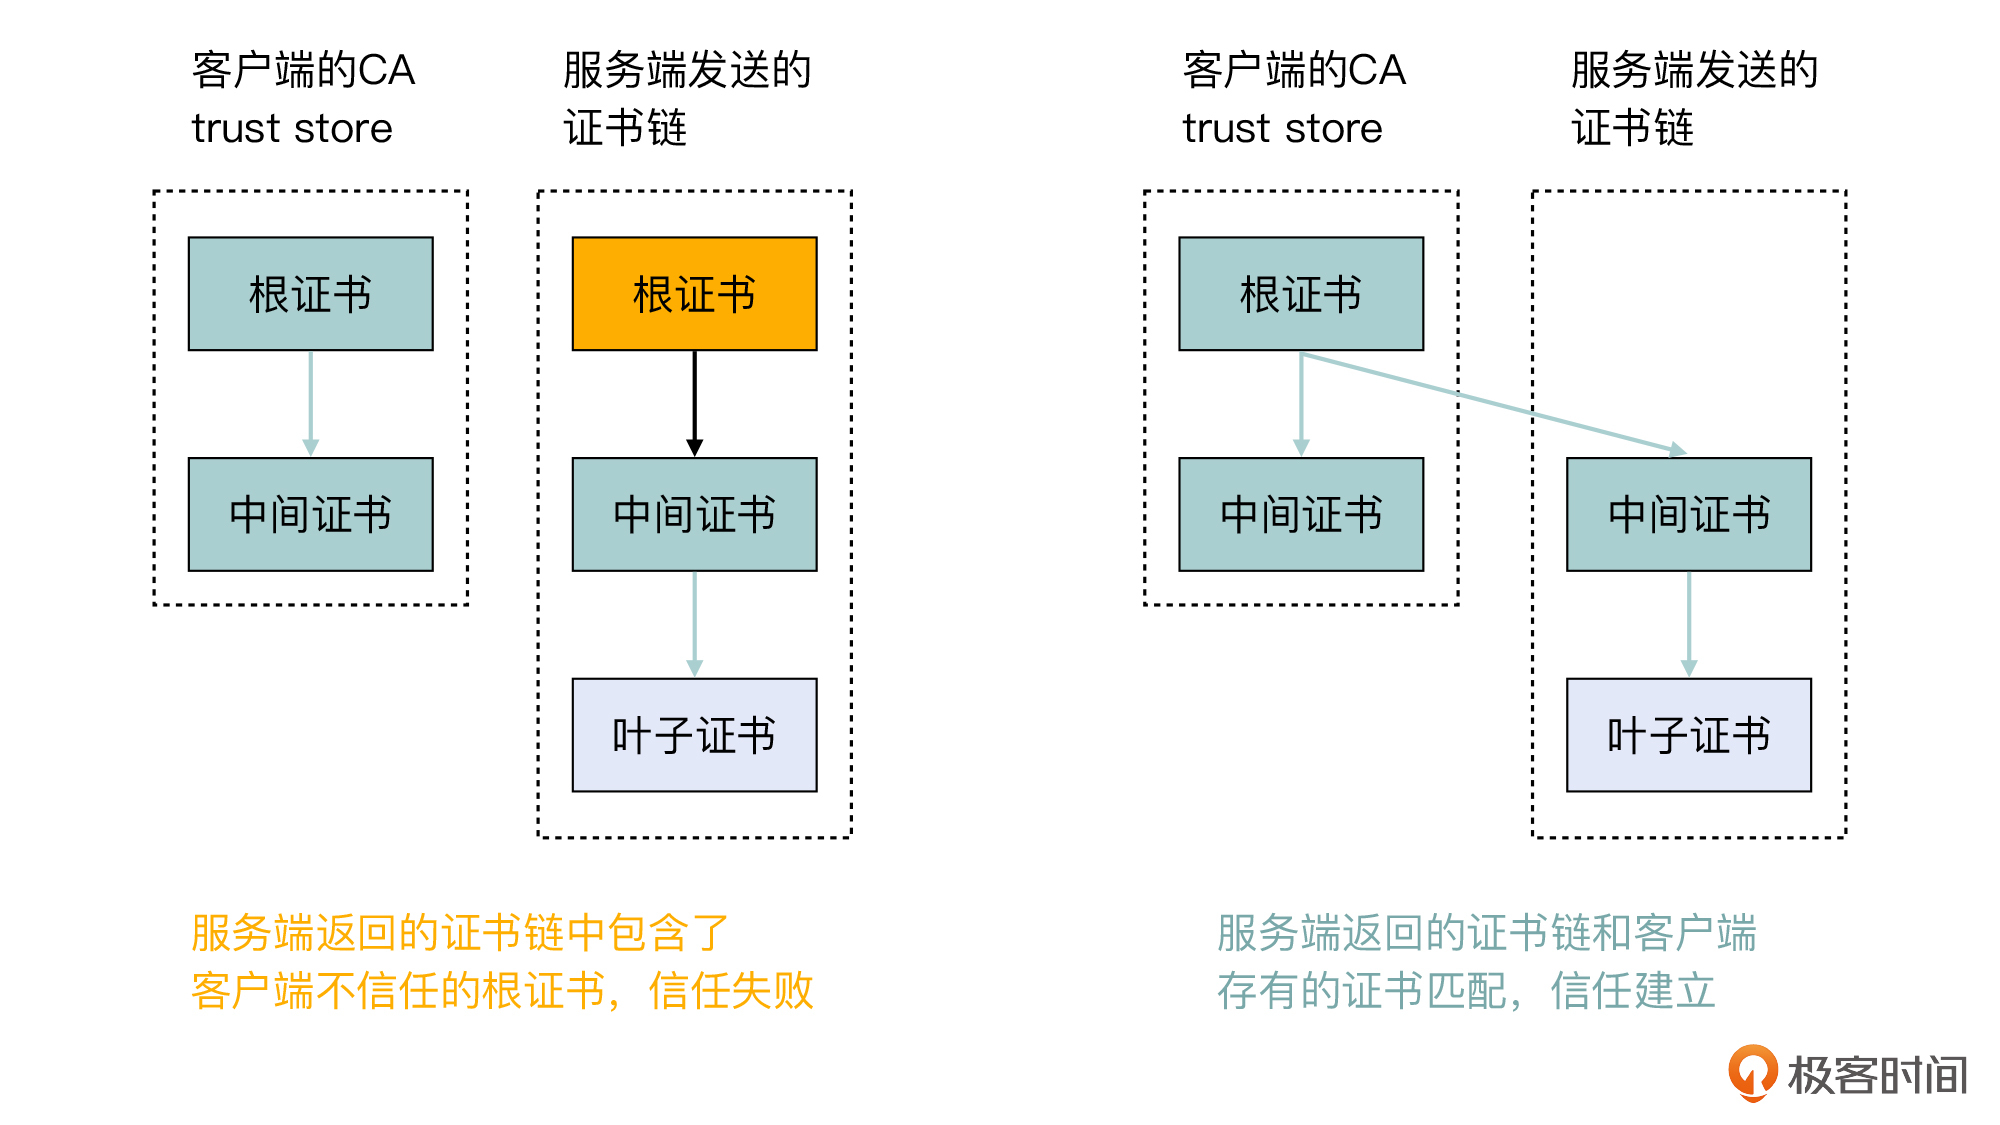 客户端的CA
trust store
服务端发送的
证书链
根证书
中间证书
根证书
中间证书
叶子证书
服务端返回的证书链中包含了
客户端不信任的根证书，信任失败
客户端的CA
trust store
服务端发送的
证书链
根证书
中间证书
中间证书
叶子证书
服务端返回的证书链和客户端
存有的证书匹配，信任建立
极客时间